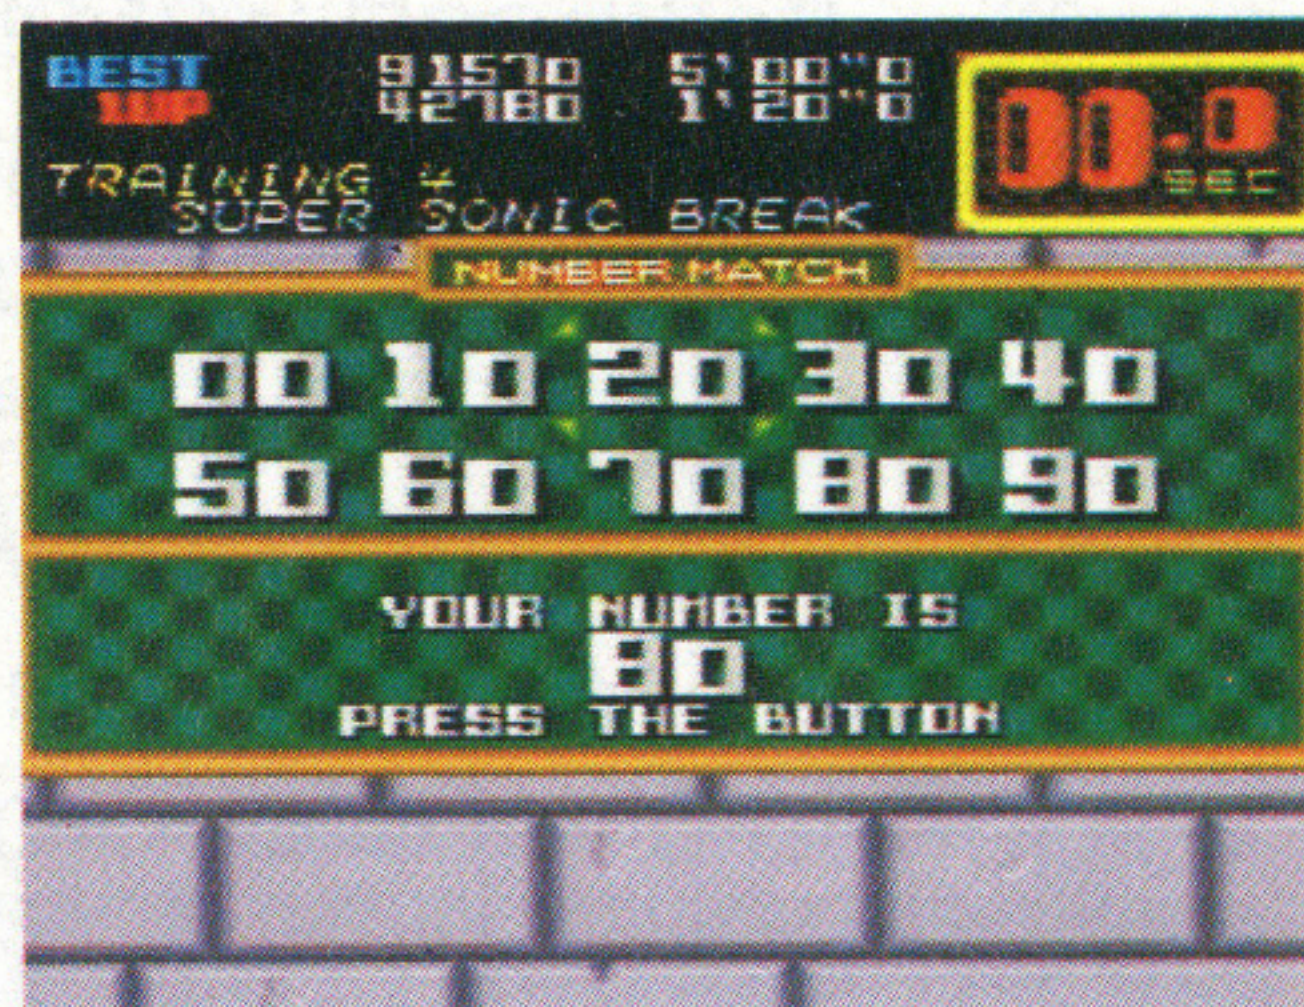 BEST 91570 5'00"0
1UP 42780 1'20"0
00.0
SEC
TRAINING 4
SUPER SONIC BREAK
NUMBER MATCH
00 10 20 30 40
50 60 70 80 90
YOUR NUMBER IS
80
PRESS THE BUTTON